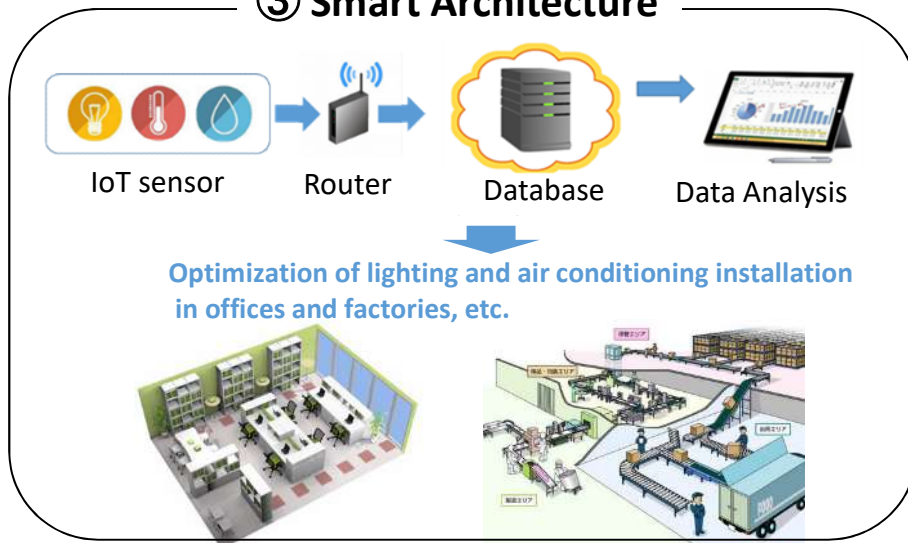 ③ Smart Architecture
IoT sensor
Router
Database
Data Analysis
Optimization of lighting and air conditioning installation
in offices and factories, etc.